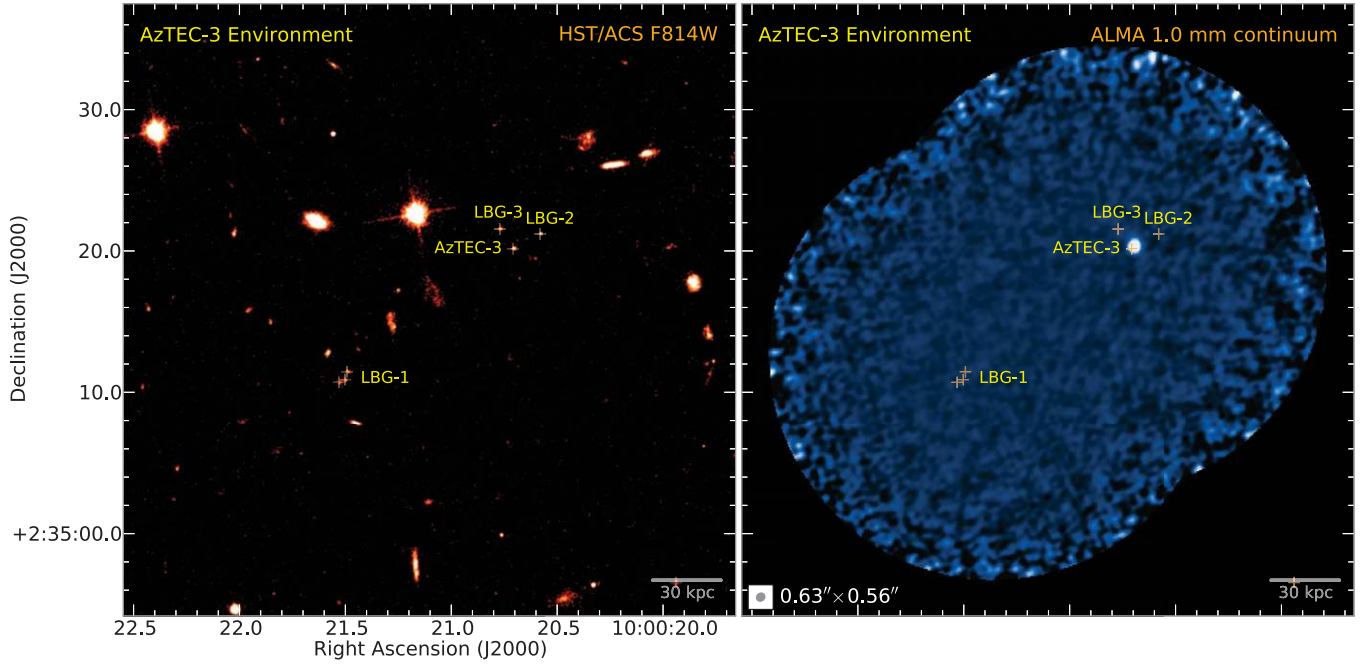 AzTEC-3 Environment
HST/ACS F814W
30.0
20.0
10.0
+2:35:00.0
Declination (J2000)
LBG-3
LBG-2
AzTEC-3
LBG-1
30 kpc
22.5
22.0
21.5
21.0
20.5
10:00:20.0
Right Ascension (J2000)
AzTEC-3 Environment
ALMA 1.0 mm continuum
LBG-3
LBG-2
AzTEC-3
LBG-1
0.63″×0.56″
30 kpc